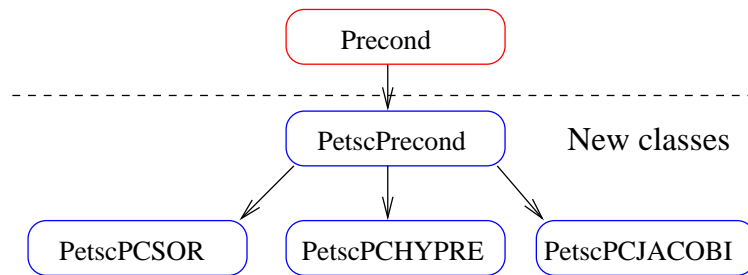 Precond
PetscPrecond
New classes
PetscPCSOR
PetscPCHYPRE
PetscPCJACOBI